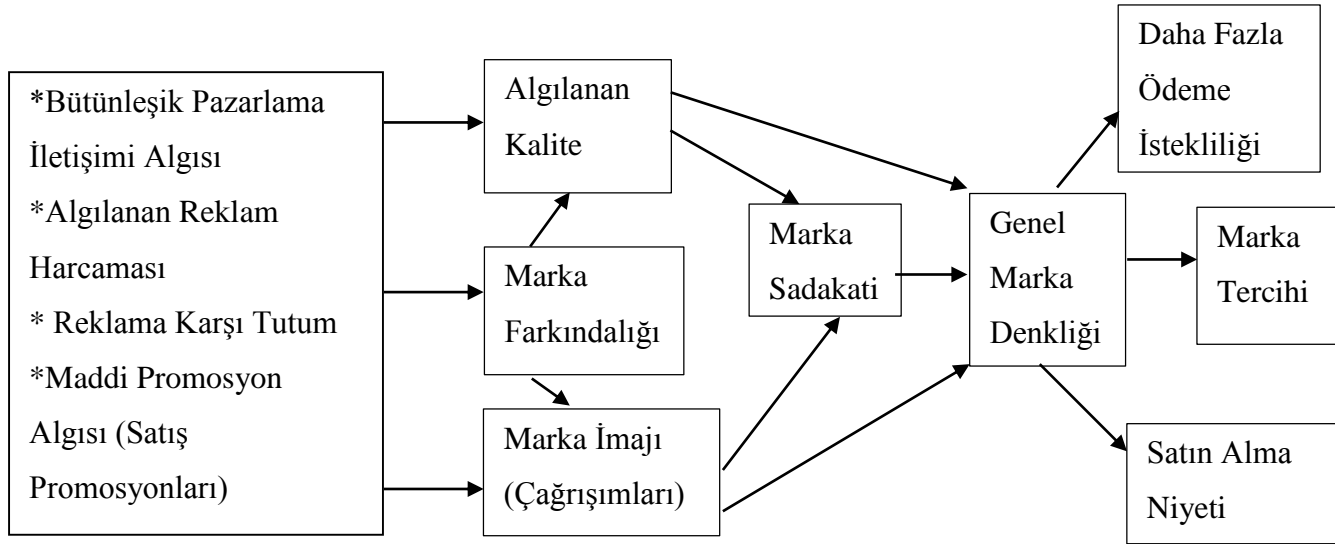 *Bütünleşik Pazarlama
İletişimi Algısı
*Algılanan Reklam
Harcaması
* Reklama Karşı Tutum
*Maddi Promosyon
Algısı (Satış
Promosyonları)
Algılanan
Kalite
Marka
Farkındalığı
Marka İmajı
(Çağrışımları)
Marka
Sadakati
Genel
Marka
Denkliği
Daha Fazla
Ödeme
İstekliliği
Marka
Tercihi
Satın Alma
Niyeti